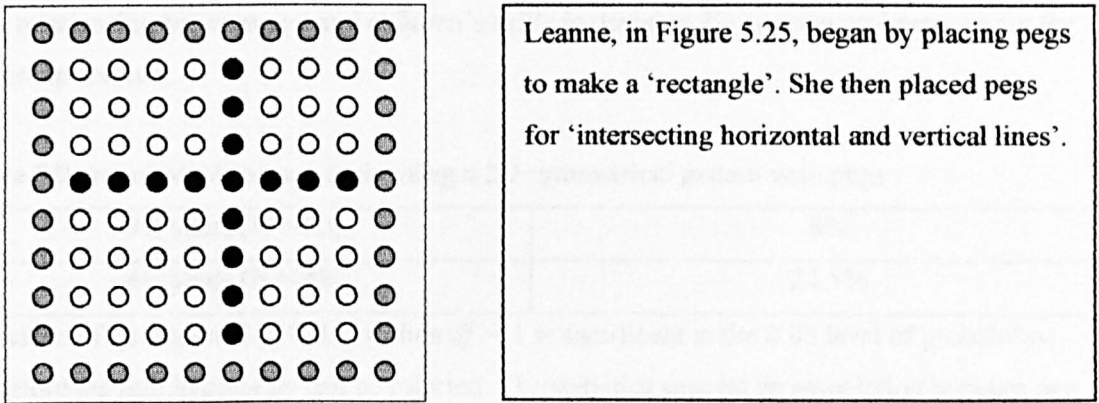 Leanne, in Figure 5.25, began by placing pegs
to make a ‘rectangle’. She then placed pegs
for ‘intersecting horizontal and vertical lines’.